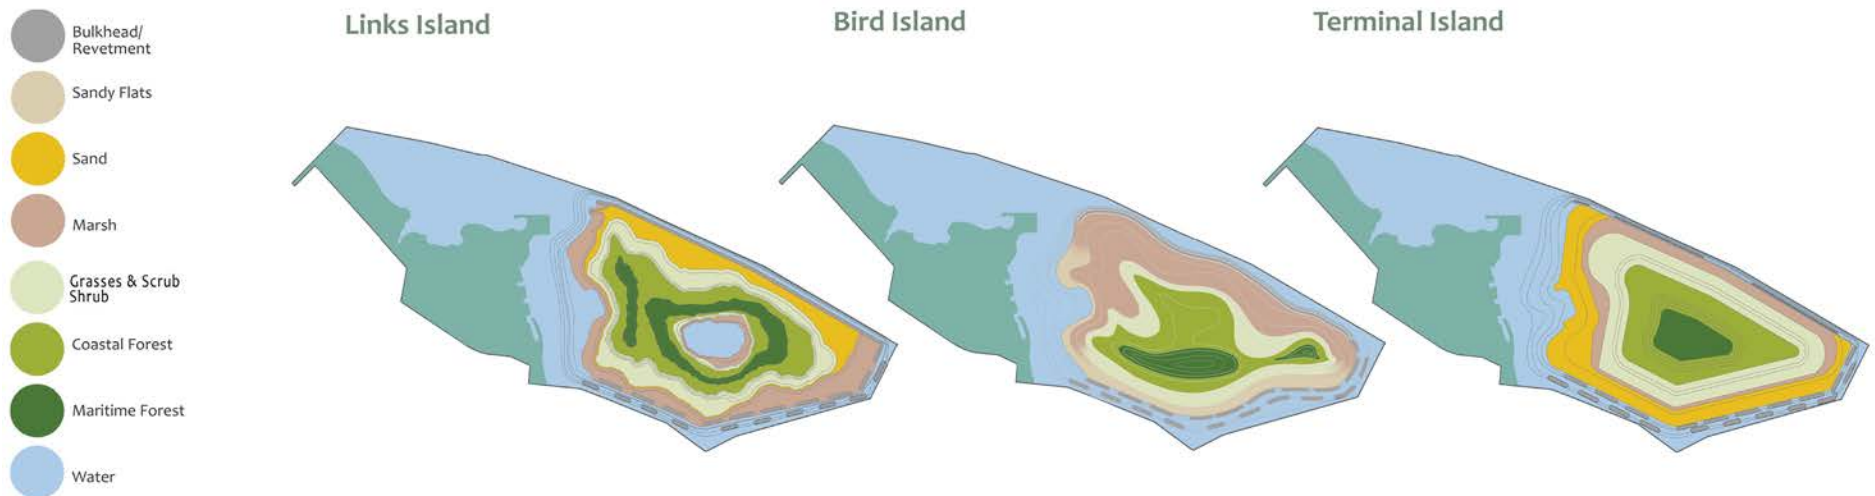 Links Island
Bird Island
Terminal Island
Bulkhead/
Revetment
Sandy Flats
Sand
Marsh
Grasses & Scrub
Shrub
Coastal Forest
Maritime Forest
Water